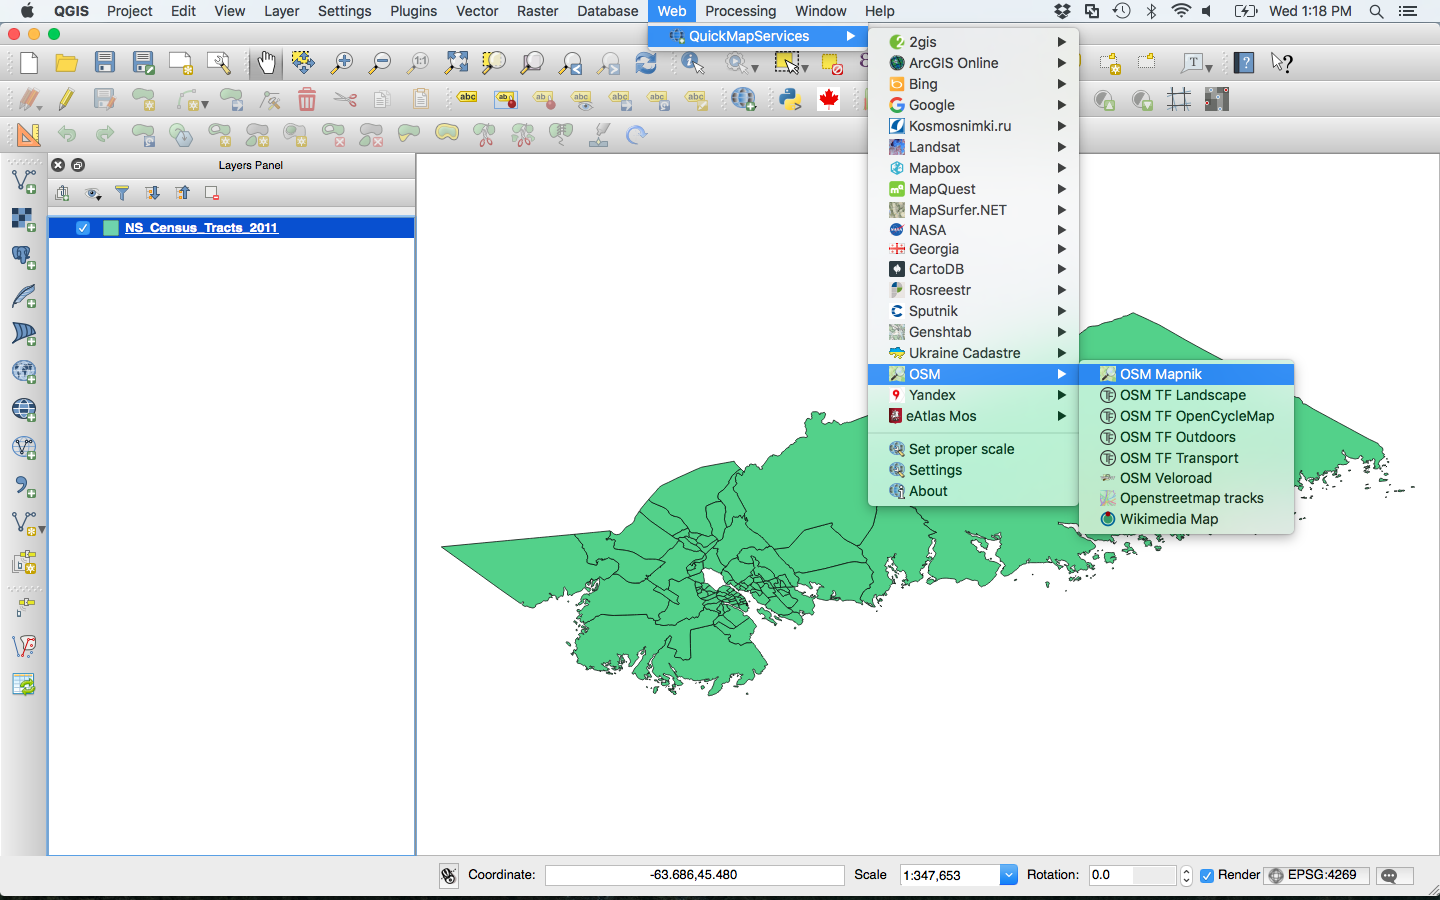 QGIS Project Edit View Layer Settings Plugins Vector Raster Database Web Processing Window Help Wed 1:18 PM
QuickMapServices
2gis
ArcGIS Online
Bing
Google
Kosmosnimki.ru
Landsat
Mapbox
MapQuest
MapSurfer.NET
NASA
Georgia
CartoDB
Rosreestr
Sputnik
Genshtab
Ukraine Cadastre
OSM
Yandex
eAtlas Mos
Set proper scale
Settings
About
OSM Mapnik
OSM TF Landscape
OSM TF OpenCycleMap
OSM TF Outdoors
OSM TF Transport
OSM Veloroad
Openstreetmap tracks
Wikimedia Map
Layers Panel
NS_Census_Tracts_2011
Coordinate: -63.686,45.480 Scale 1:347,653 Rotation: 0.0 Render EPSG:4269